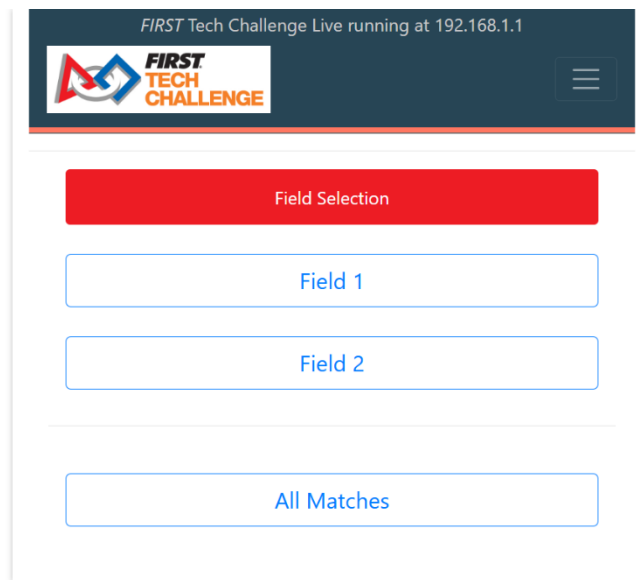 FIRST Tech Challenge Live running at 192.168.1.1
FIRST
TECH
CHALLENGE
Field Selection
Field 1
Field 2
All Matches